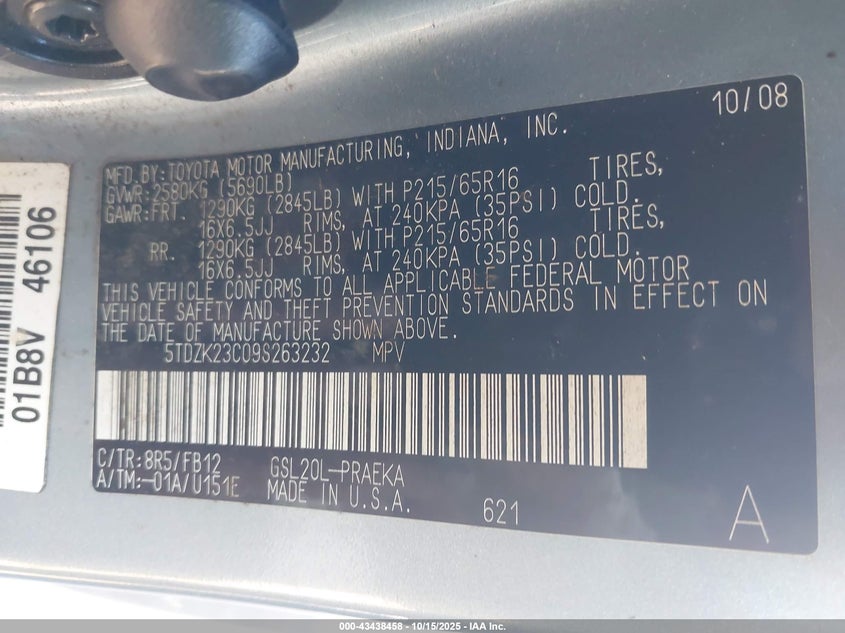 10/08
MFD. BY: TOYOTA MOTOR MANUFACTURING, INDIANA, INC.
GVWR: 2580KG (5690LB)
GAWR: FRT. 1290KG (2845LB) WITH P215/65R16 TIRES,
16X6.5JJ RIMS, AT 240KPA (35PSI) COLD.
RR. 1290KG (2845LB) WITH P215/65R16 TIRES,
16X6.5JJ RIMS, AT 240KPA (35PSI) COLD.
THIS VEHICLE CONFORMS TO ALL APPLICABLE FEDERAL MOTOR
VEHICLE SAFETY AND THEFT PREVENTION STANDARDS IN EFFECT ON
THE DATE OF MANUFACTURE SHOWN ABOVE.
5TDZK23C09S263232 MPV
C/TR: 8R5/FB12 GSL20L-PRAEKA
A/TM: -01A/U151E MADE IN U.S.A. 621 A
01B8V 46106
000-43438458 - 10/15/2025 - IAA Inc.